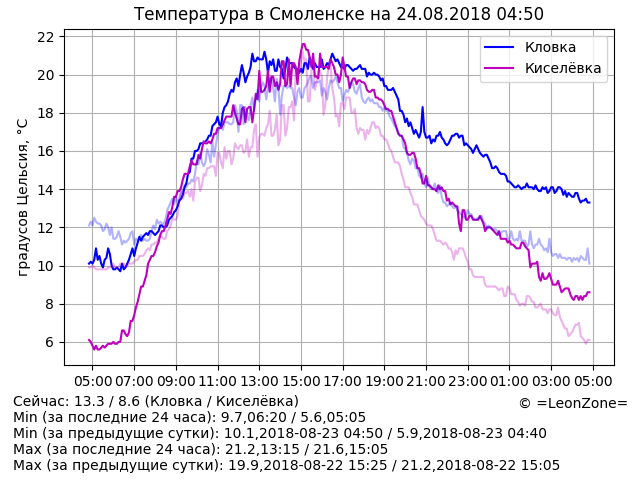 Температура в Смоленске на 24.08.2018 04:50
градусов Цельсия, °C
22
20
18
16
14
12
10
8
6
Кловка
Киселёвка
05:00 07:00 09:00 11:00 13:00 15:00 17:00 19:00 21:00 23:00 01:00 03:00 05:00
Сейчас: 13.3 / 8.6 (Кловка / Киселёвка)
© =LeonZone=
Min (за последние 24 часа): 9.7,06:20 / 5.6,05:05
Min (за предыдущие сутки): 10.1,2018-08-23 04:50 / 5.9,2018-08-23 04:40
Max (за последние 24 часа): 21.2,13:15 / 21.6,15:05
Max (за предыдущие сутки): 19.9,2018-08-22 15:25 / 21.2,2018-08-22 15:05